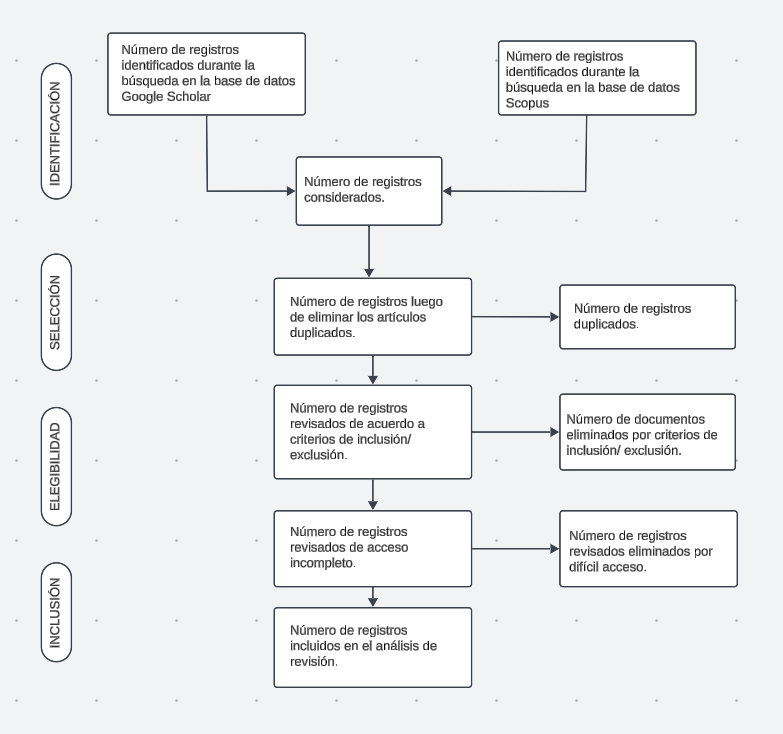 Número de registros
identificados durante la
búsqueda en la base de datos
Google Scholar
Número de registros
identificados durante la
búsqueda en la base de datos
Scopus
IDENTIFICACIÓN
Número de registros
considerados.
SELECCIÓN
Número de registros luego
de eliminar los artículos
duplicados.
Número de registros
duplicados.
ELEGIBILIDAD
Número de registros
revisados de acuerdo a
criterios de inclusión/
exclusión.
Número de documentos
eliminados por criterios de
inclusión/ exclusión.
Número de registros
revisados de acceso
incompleto.
Número de registros
revisados eliminados por
difícil acceso.
INCLUSIÓN
Número de registros
incluidos en el análisis de
revisión.